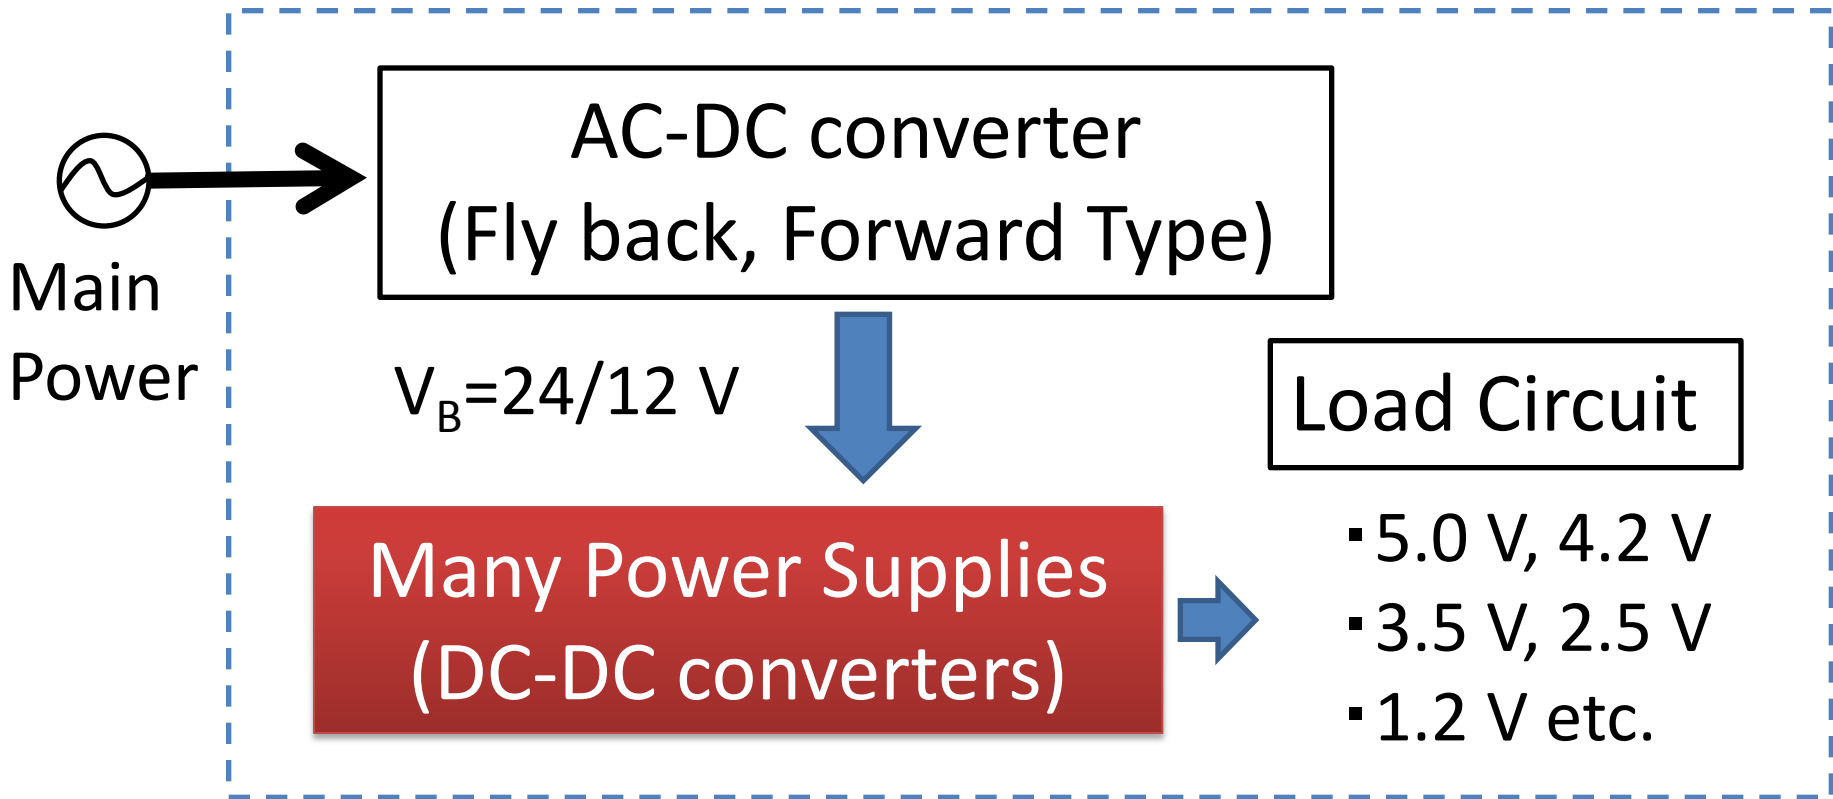 AC-DC converter
(Fly back, Forward Type)
Main
Power
V_B=24/12 V
Load Circuit
Many Power Supplies
(DC-DC converters)
▪5.0 V, 4.2 V
▪3.5 V, 2.5 V
▪1.2 V etc.